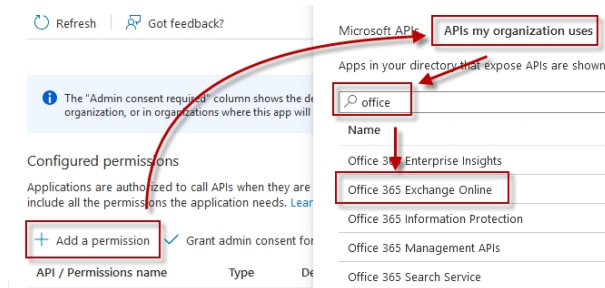 Refresh
Got feedback?
The "Admin consent required" column shows the de
organization, or in organizations where this app will
Configured permissions
Applications are authorized to call APIs when they are
include all the permissions the application needs. Lear
+ Add a permission
Grant admin consent for
API / Permissions name Type De
Microsoft APIs
APIs my organization uses
Apps in your directory that expose APIs are shown
office
Name
Office 365 Enterprise Insights
Office 365 Exchange Online
Office 365 Information Protection
Office 365 Management APIs
Office 365 Search Service